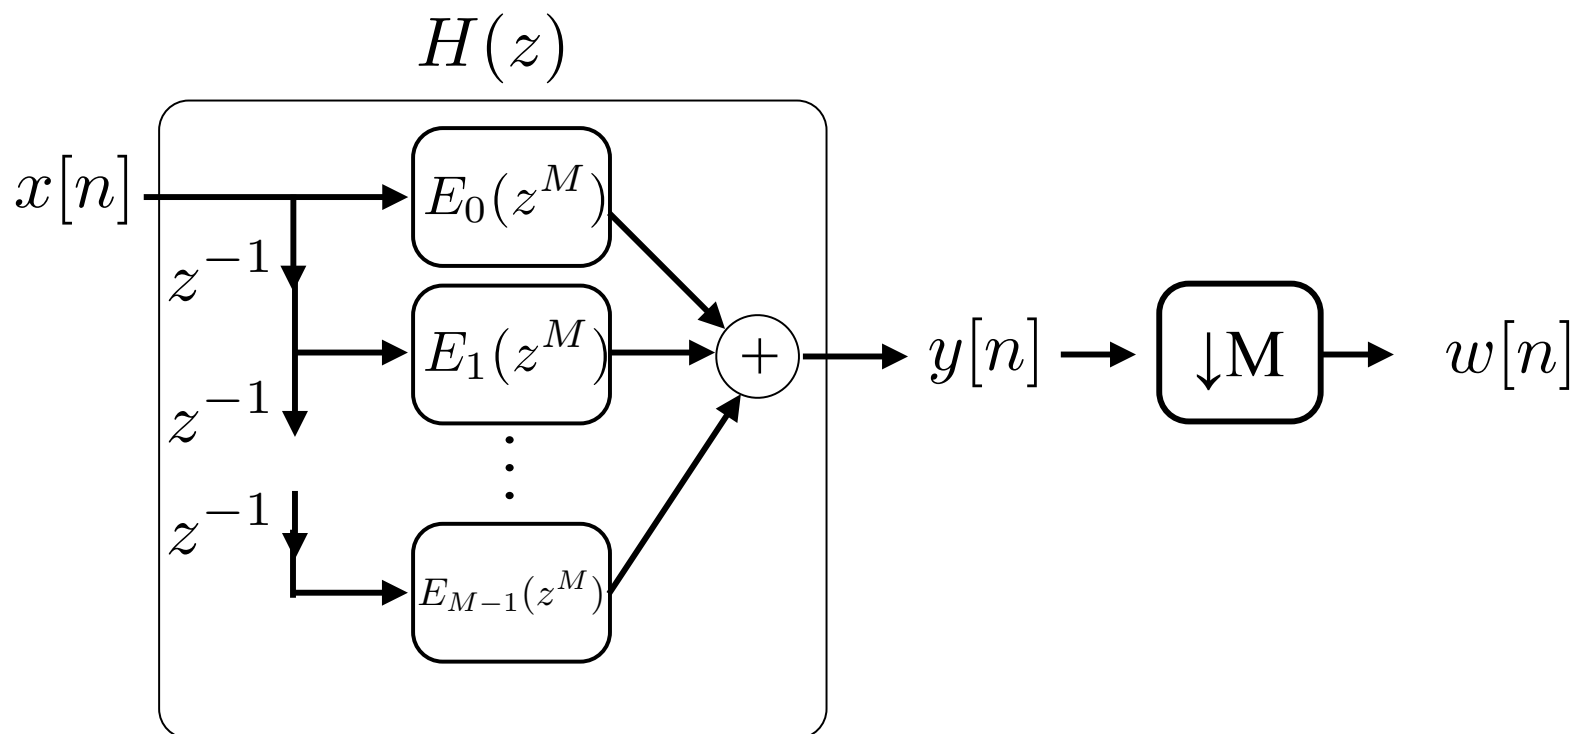 H(z)
x[n]
E_0(z^M)
z^{-1}
E_1(z^M)
+
y[n]
↓M
w[n]
z^{-1}
⋮
z^{-1}
E_{M-1}(z^M)